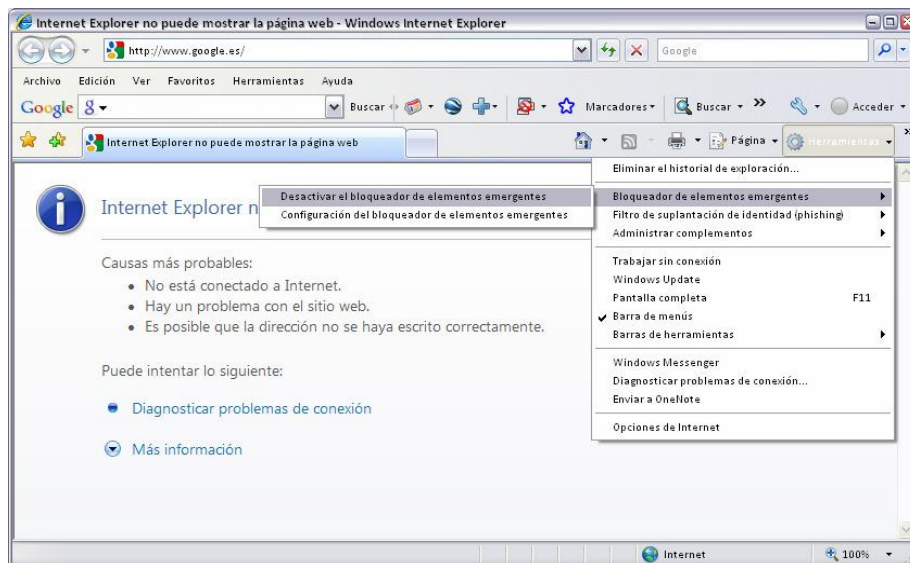 Internet Explorer no puede mostrar la página web - Windows Internet Explorer
http://www.google.es/
Google
Archivo Edición Ver Favoritos Herramientas Ayuda
Google Buscar Marcadores Buscar Acceder
Internet Explorer no puede mostrar la página web
Página Herramientas
Eliminar el historial de exploración...
Bloqueador de elementos emergentes
Filtro de suplantación de identidad (phishing)
Administrar complementos
Trabajar sin conexión
Windows Update
Pantalla completa F11
Barra de menús
Barras de herramientas
Windows Messenger
Diagnosticar problemas de conexión...
Enviar a OneNote
Opciones de Internet
Desactivar el bloqueador de elementos emergentes
Configuración del bloqueador de elementos emergentes
Internet Explorer n
Causas más probables:
No está conectado a Internet.
Hay un problema con el sitio web.
Es posible que la dirección no se haya escrito correctamente.
Puede intentar lo siguiente:
Diagnosticar problemas de conexión
Más información
Internet 100%